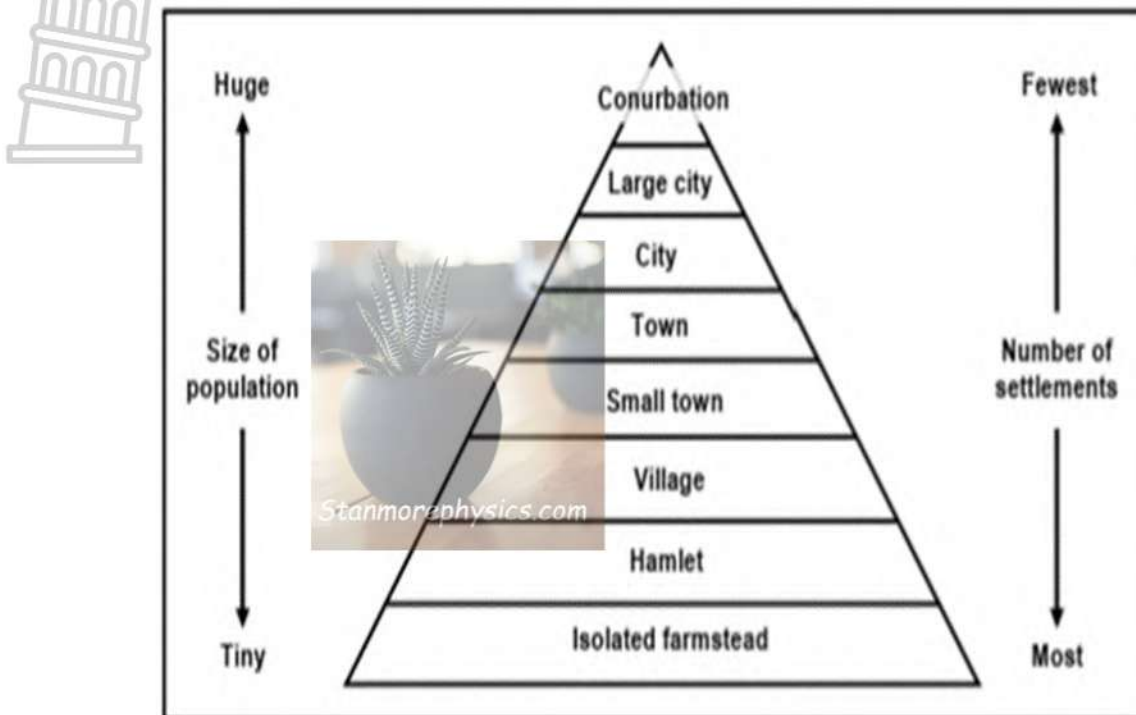 Huge
Conurbation
Fewest
Large city
City
Town
Size of
population
Number of
settlements
Small town
Village
Stanmorephysics.com
Hamlet
Isolated farmstead
Tiny
Most